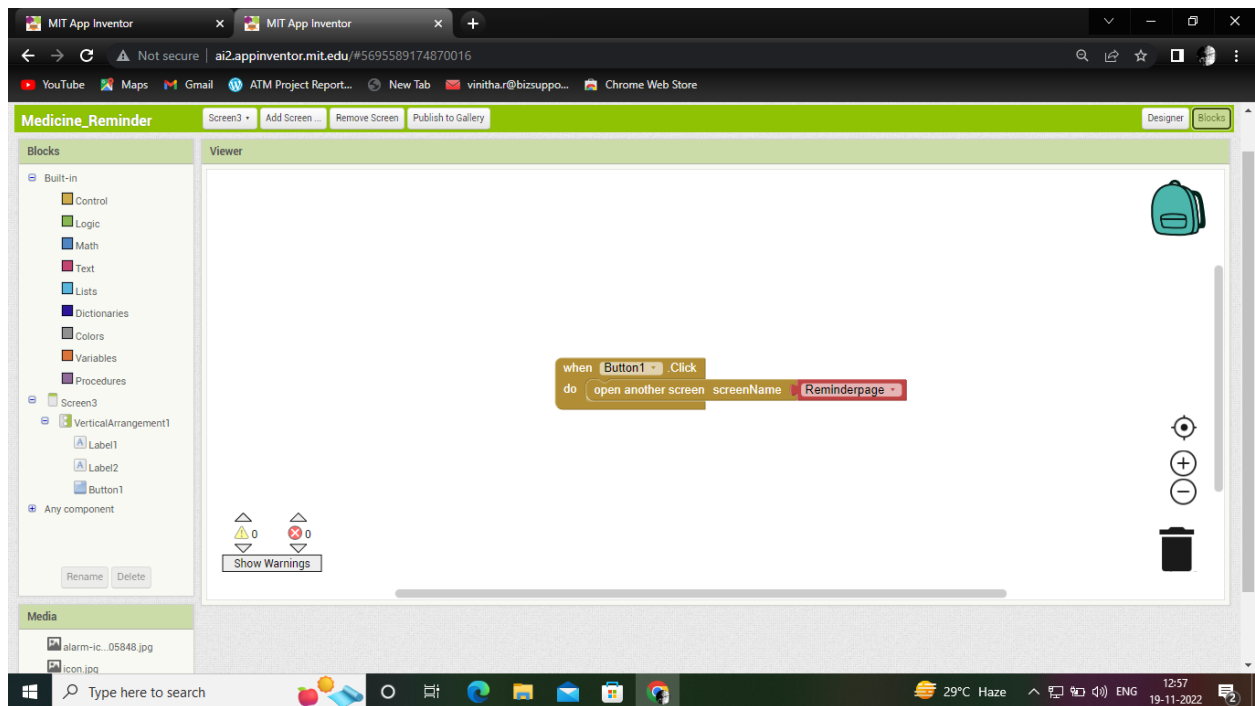 MIT App Inventor
MIT App Inventor
Not secure | ai2.appinventor.mit.edu/#5695589174870016
YouTube Maps Gmail ATM Project Report... New Tab vinitha.r@bizsuppo... Chrome Web Store
Medicine_Reminder Screen3 Add Screen ... Remove Screen Publish to Gallery Designer Blocks
Blocks
Viewer
Built-in
Control
Logic
Math
Text
Lists
Dictionaries
Colors
Variables
Procedures
Screen3
VerticalArrangement1
A Label1
A Label2
Button1
Any component
Rename Delete
when Button1 .Click
do open another screen screenName Reminderpage
0 0
Show Warnings
Media
alarm-ic...05848.jpg
icon.jpg
Type here to search
29°C Haze ENG 12:57
19-11-2022 2